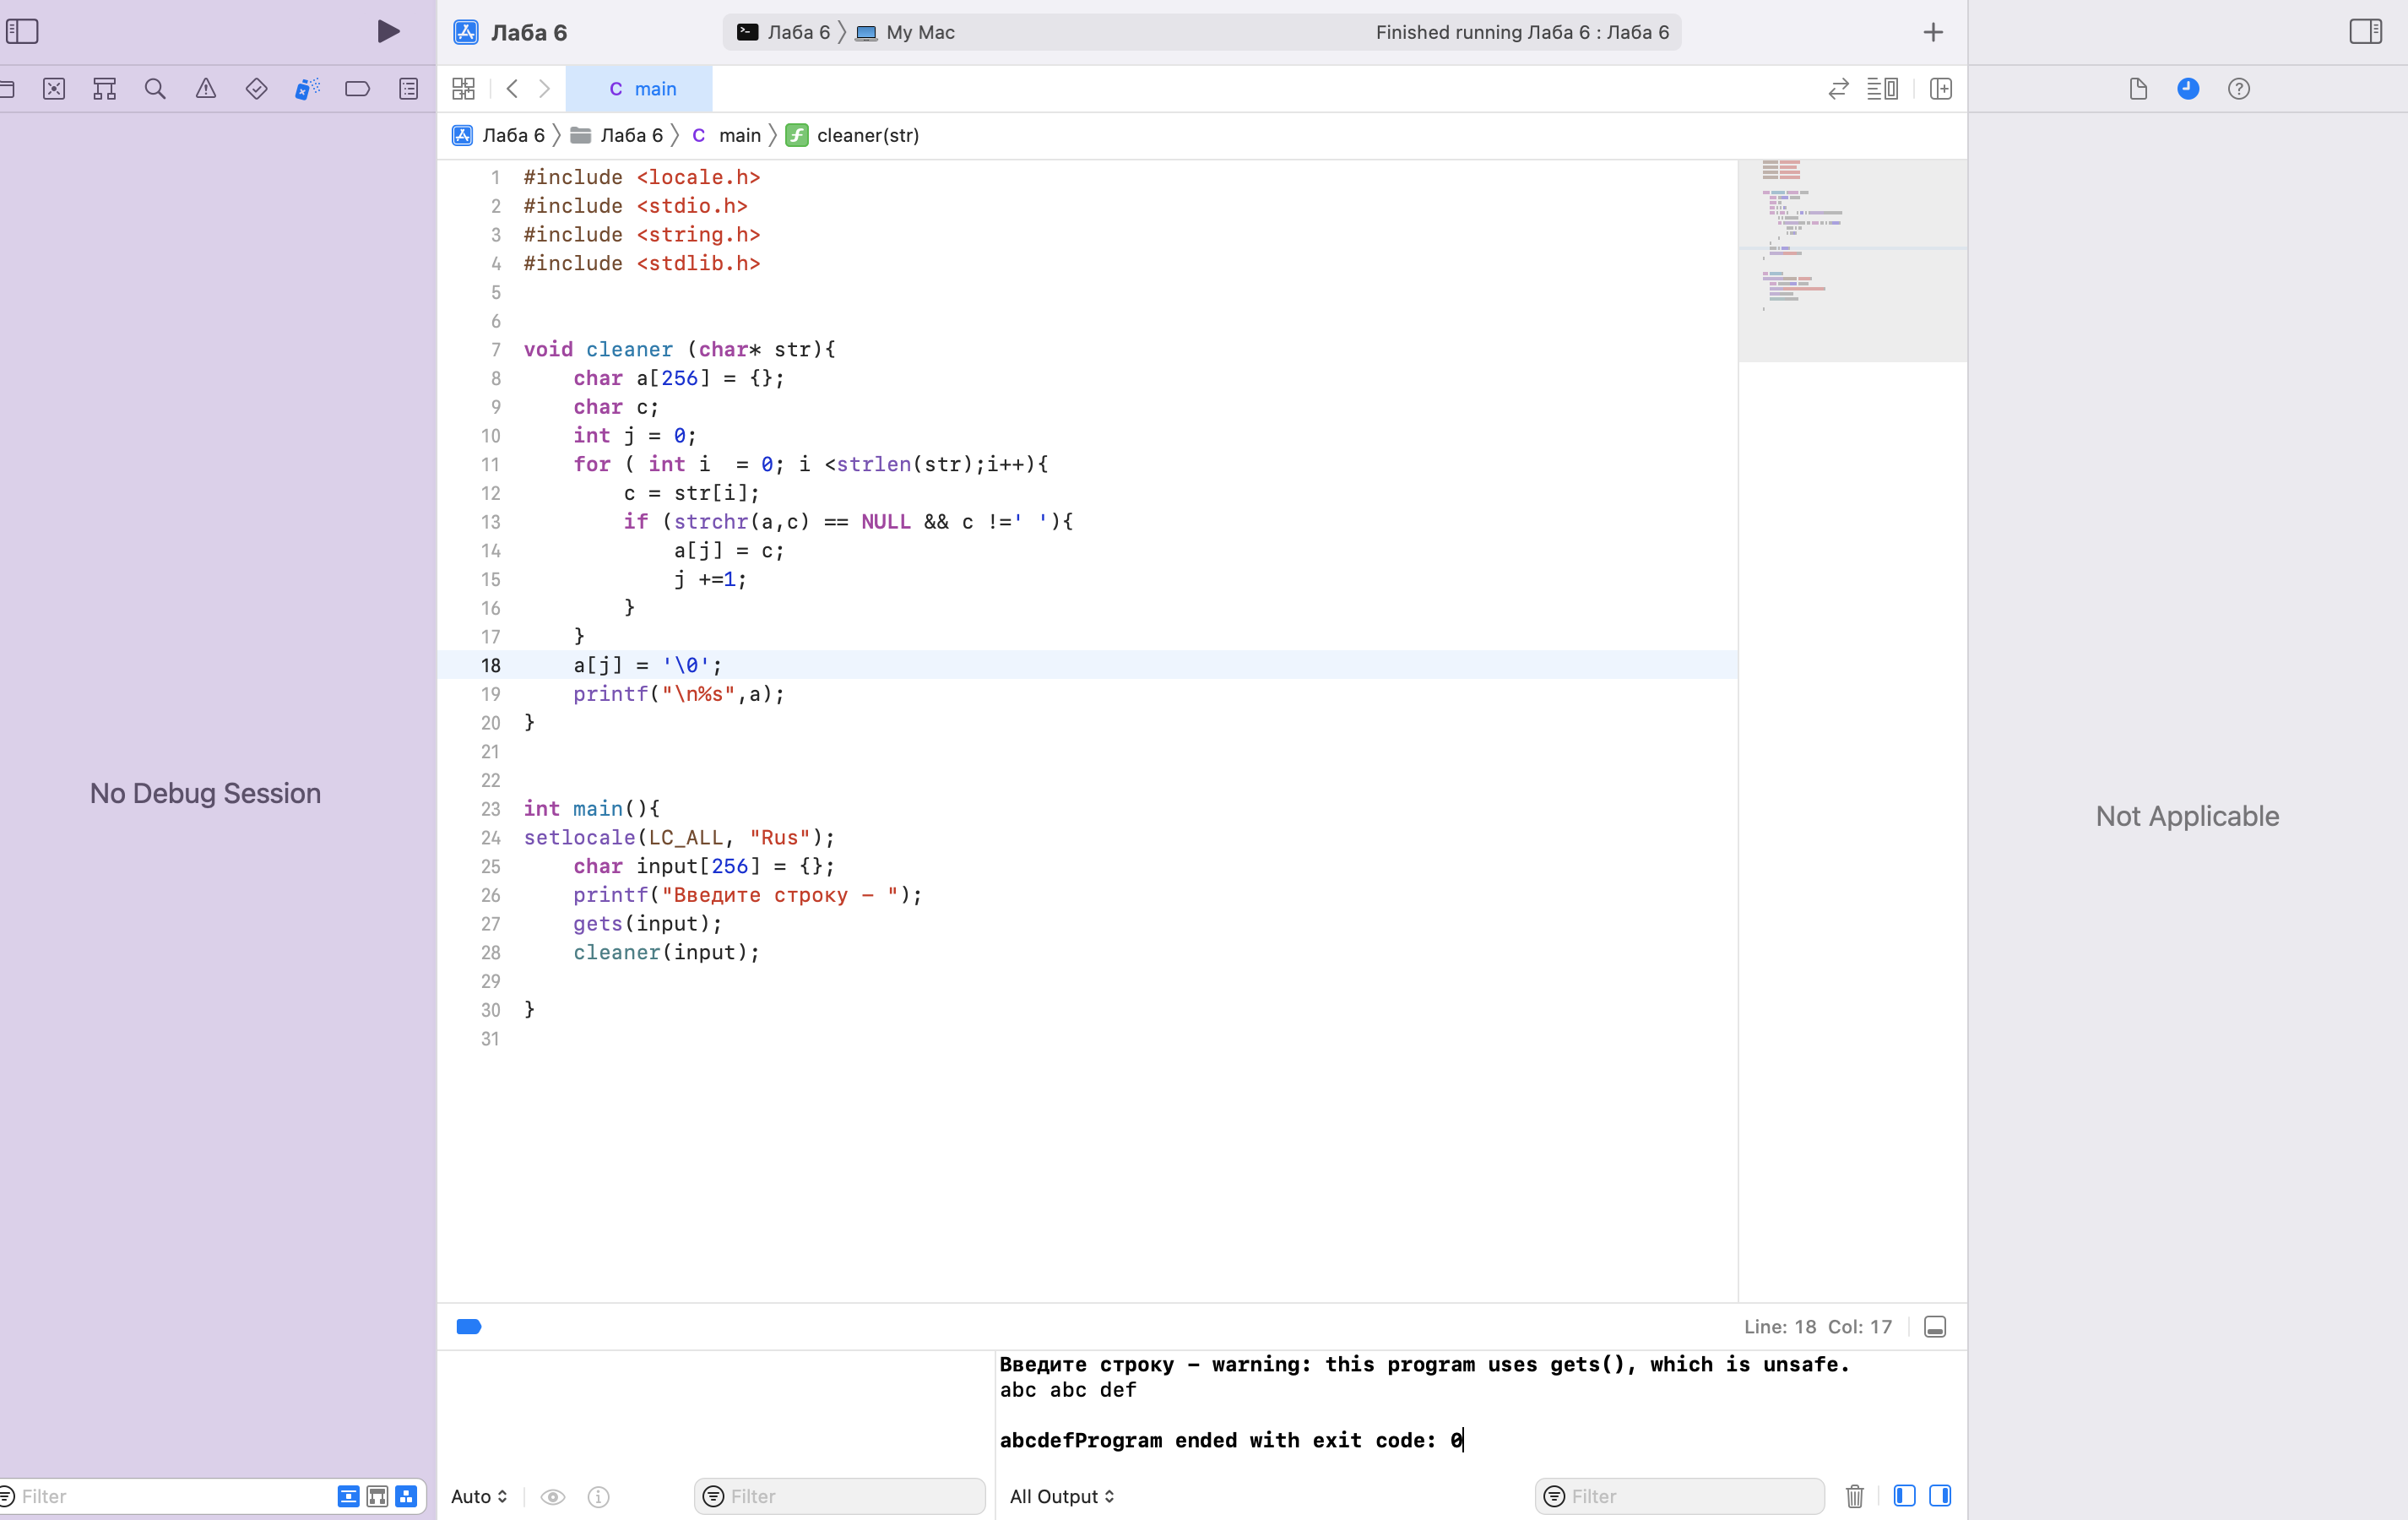 Лаба 6
Лаба 6 〉 My Mac
Finished running Лаба 6 : Лаба 6
C main
Лаба 6 〉 Лаба 6 〉 C main 〉 f cleaner(str)
1 #include <locale.h>
2 #include <stdio.h>
3 #include <string.h>
4 #include <stdlib.h>
5
6
7 void cleaner (char* str){
8     char a[256] = {};
9     char c;
10     int j = 0;
11     for ( int i  = 0; i <strlen(str);i++){
12         c = str[i];
13         if (strchr(a,c) == NULL && c !=' '){
14             a[j] = c;
15             j +=1;
16         }
17     }
18     a[j] = '\0';
19     printf("\n%s",a);
20 }
21
22
23 int main(){
24 setlocale(LC_ALL, "Rus");
25     char input[256] = {};
26     printf("Введите строку – ");
27     gets(input);
28     cleaner(input);
29
30 }
31
No Debug Session
Not Applicable
Line: 18 Col: 17
Введите строку – warning: this program uses gets(), which is unsafe.
abc abc def
abcdefProgram ended with exit code: 0
Filter
Auto
Filter
All Output
Filter